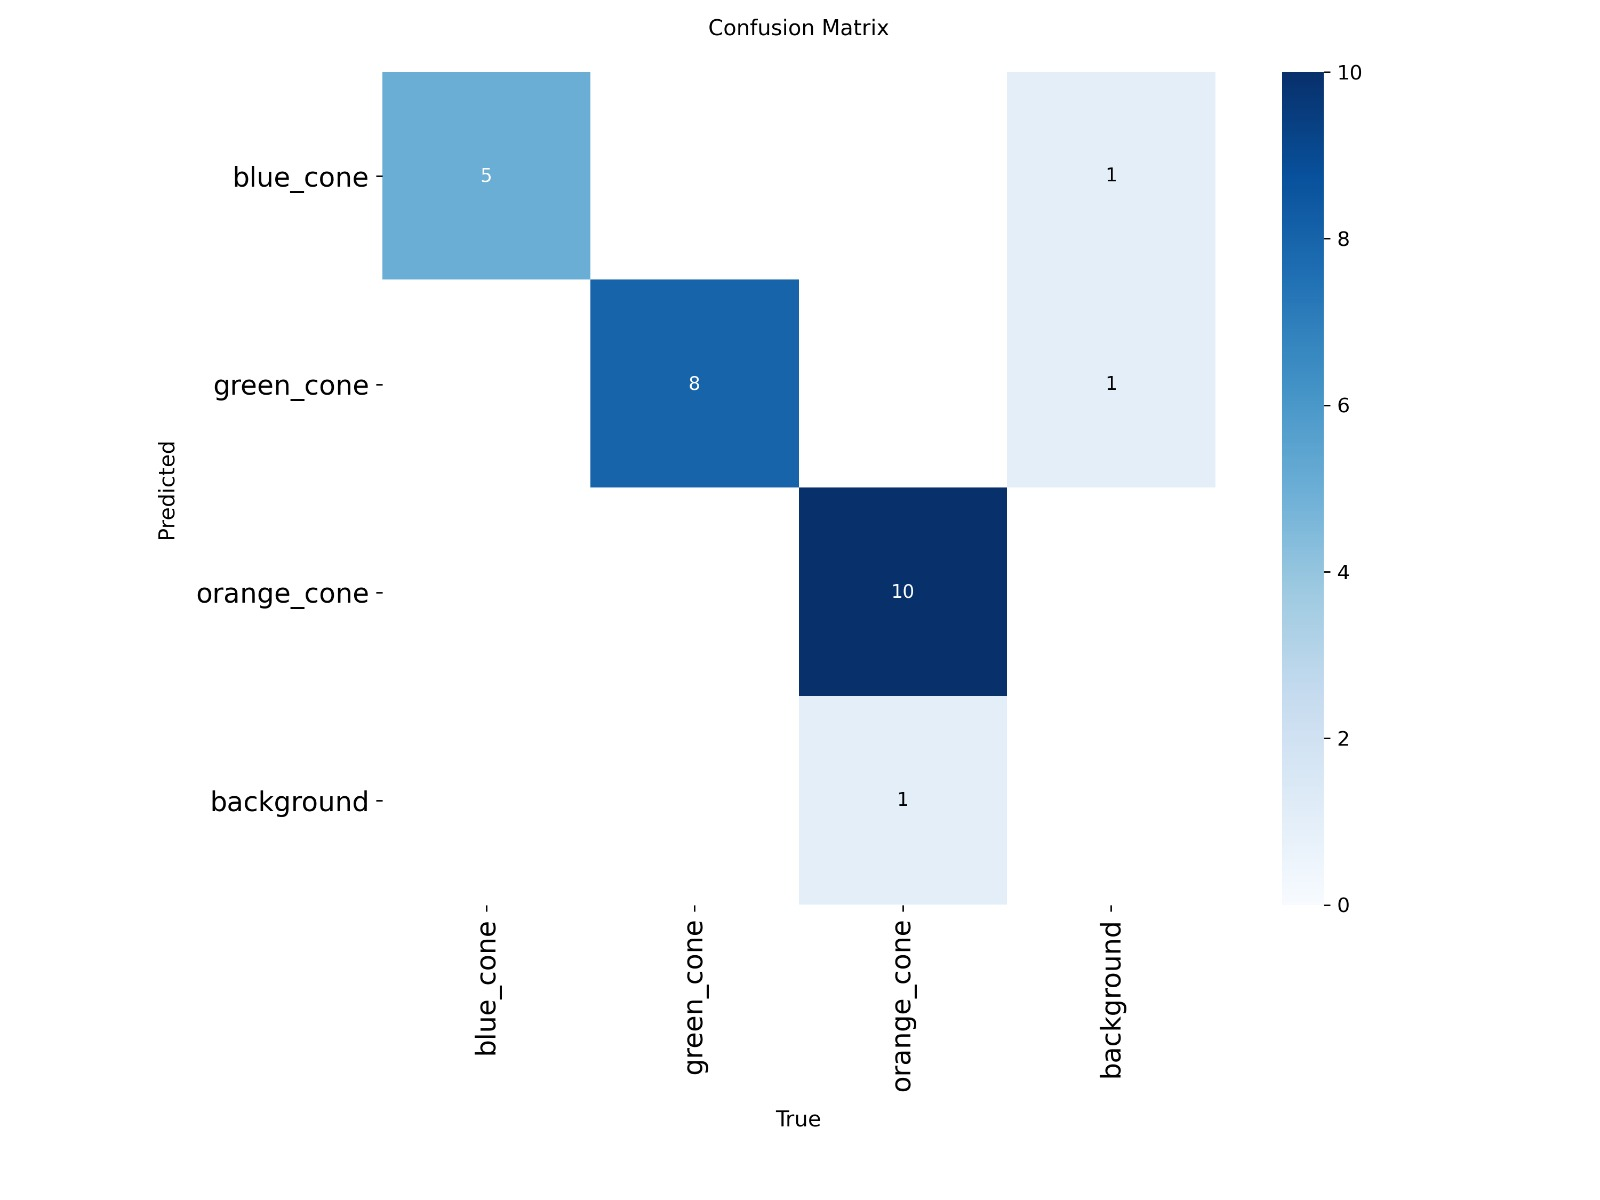 Confusion Matrix
blue_cone
5
1
green_cone
8
1
orange_cone
10
background
1
Predicted
blue_cone
green_cone
orange_cone
background
True
10
8
6
4
2
0